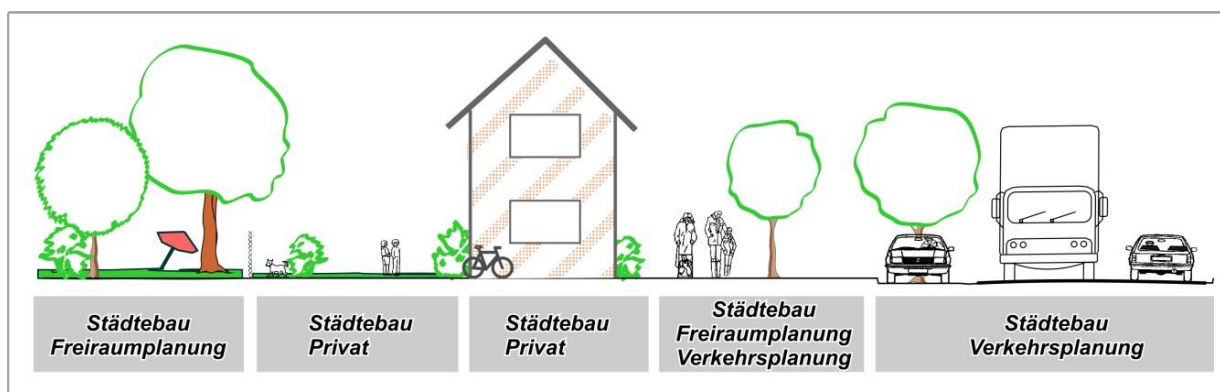 Städtebau
Freiraumplanung
Städtebau
Privat
Städtebau
Privat
Städtebau
Freiraumplanung
Verkehrsplanung
Städtebau
Verkehrsplanung